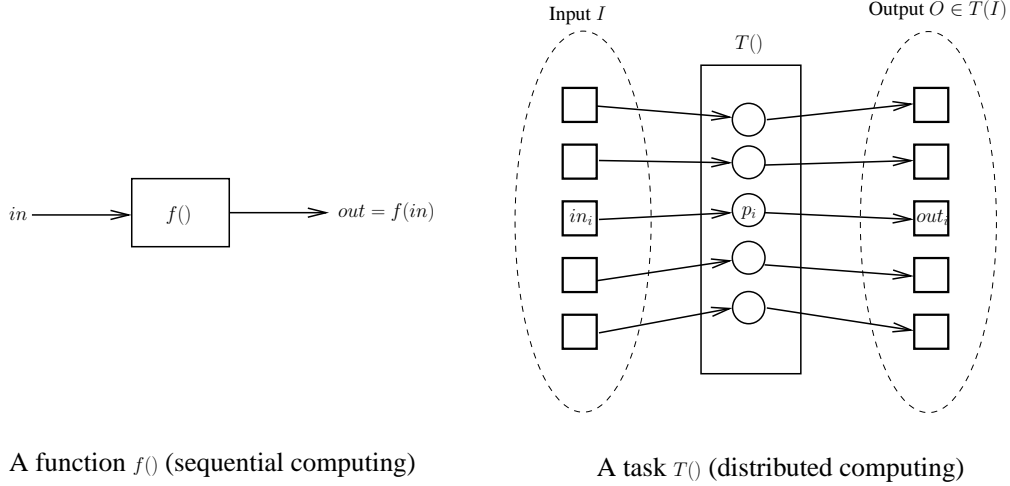 in
f()
out = f(in)
A function f() (sequential computing)
Input I
T()
Output O ∈ T(I)
in_i
p_i
out_i
A task T() (distributed computing)